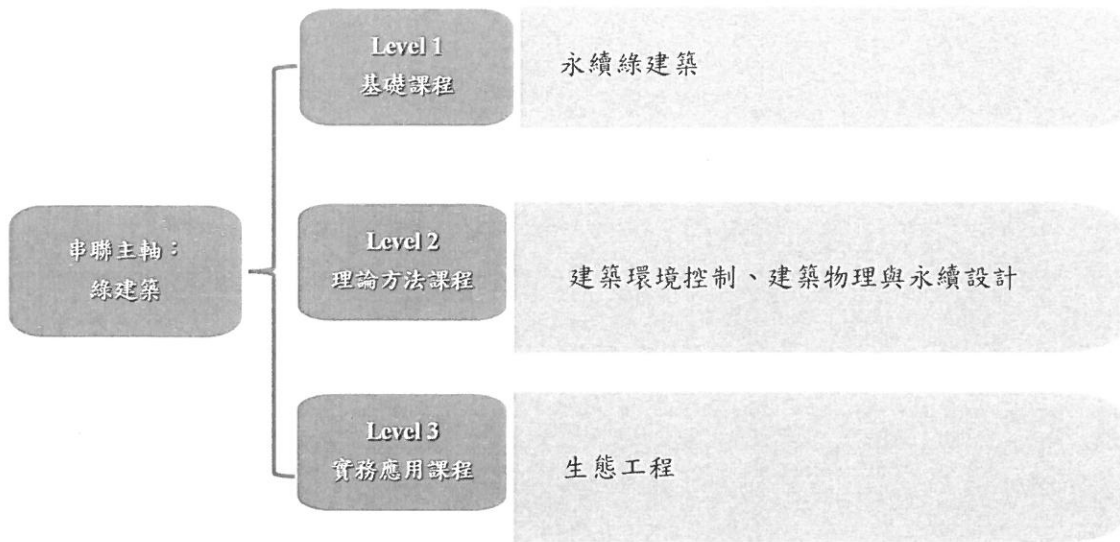 Level 1
基礎課程
永續綠建築
串聯主軸：
綠建築
Level 2
理論方法課程
建築環境控制、建築物理與永續設計
Level 3
實務應用課程
生態工程